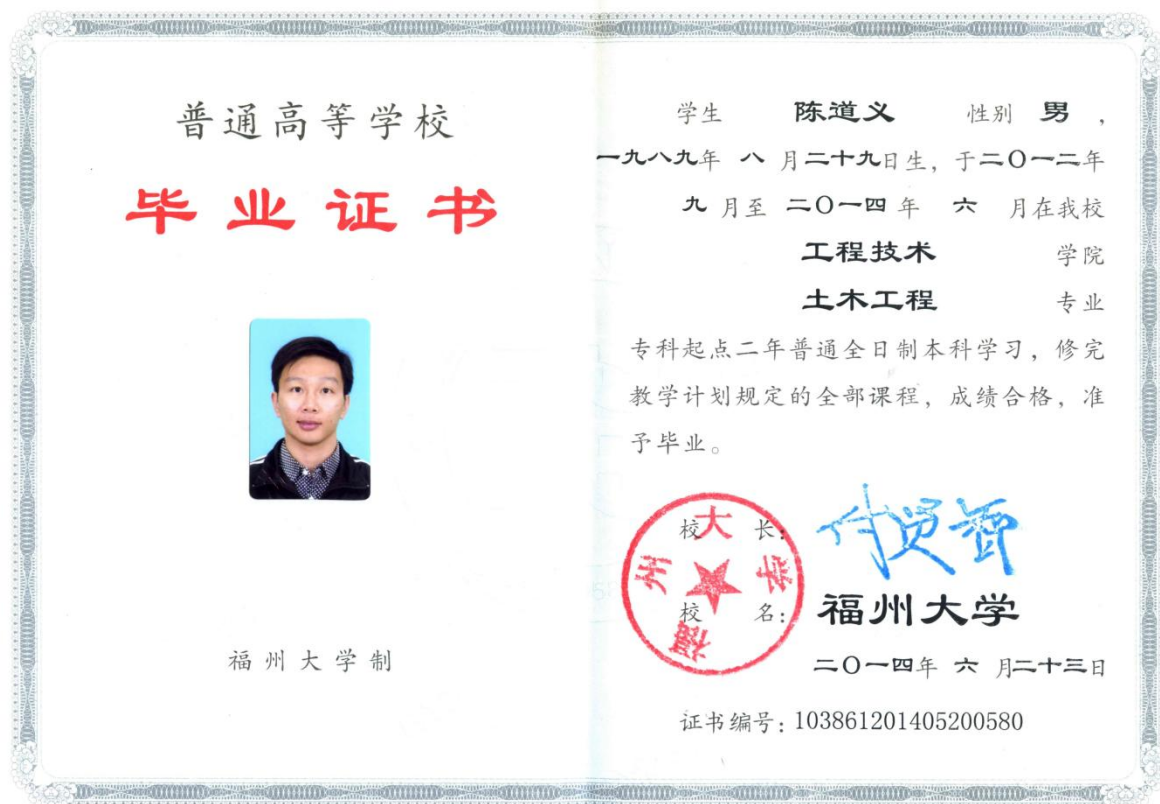 普通高等学校
毕业证书
福州大学制
学生 陈道义 性别 男，
一九八九年 八 月二十九日生，于二〇一二年
九 月至 二〇一四年 六 月在我校
工程技术 学院
土木工程 专业
专科起点二年普通全日制本科学习，修完
教学计划规定的全部课程，成绩合格，准
予毕业。
校 长：
福州大学
校 名：福州大学
二〇一四年 六 月二十三日
证书编号：103861201405200580